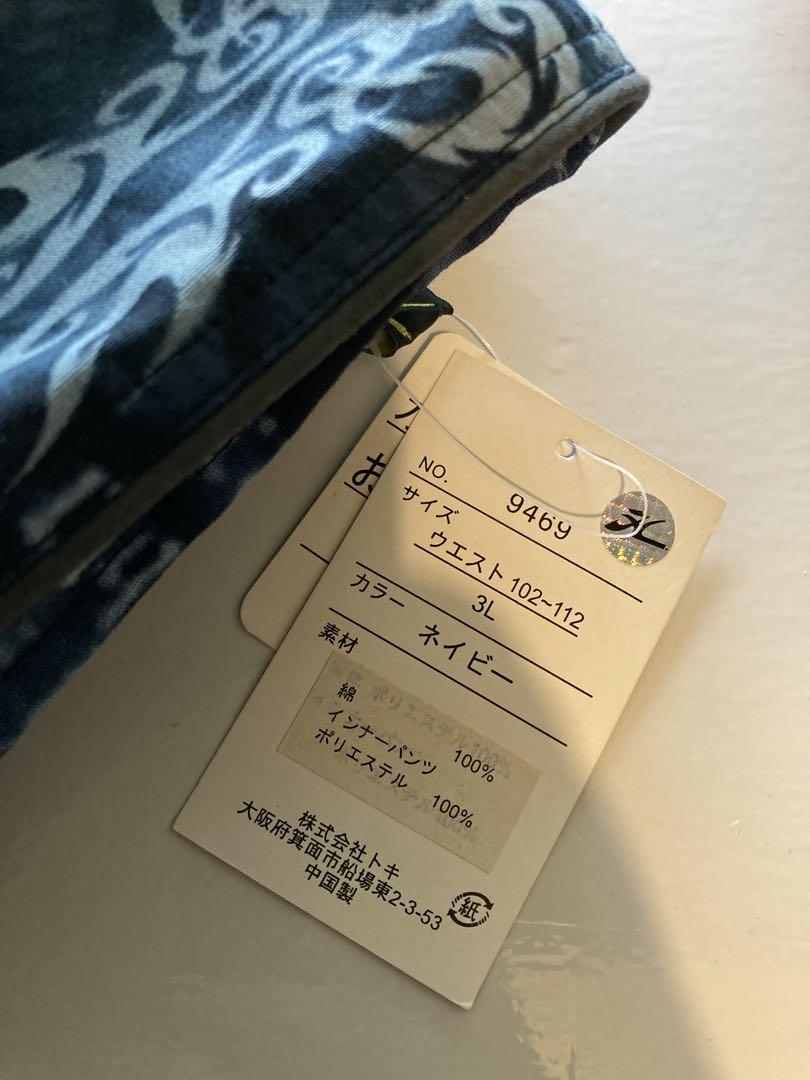 お
NO. 9469
サイズ
ウエスト 102~112
3L
カラー ネイビー
素材
綿 100%
インナーパンツ
ポリエステル 100%
株式会社トキ
大阪府箕面市船場東2-3-53
中国製
紙